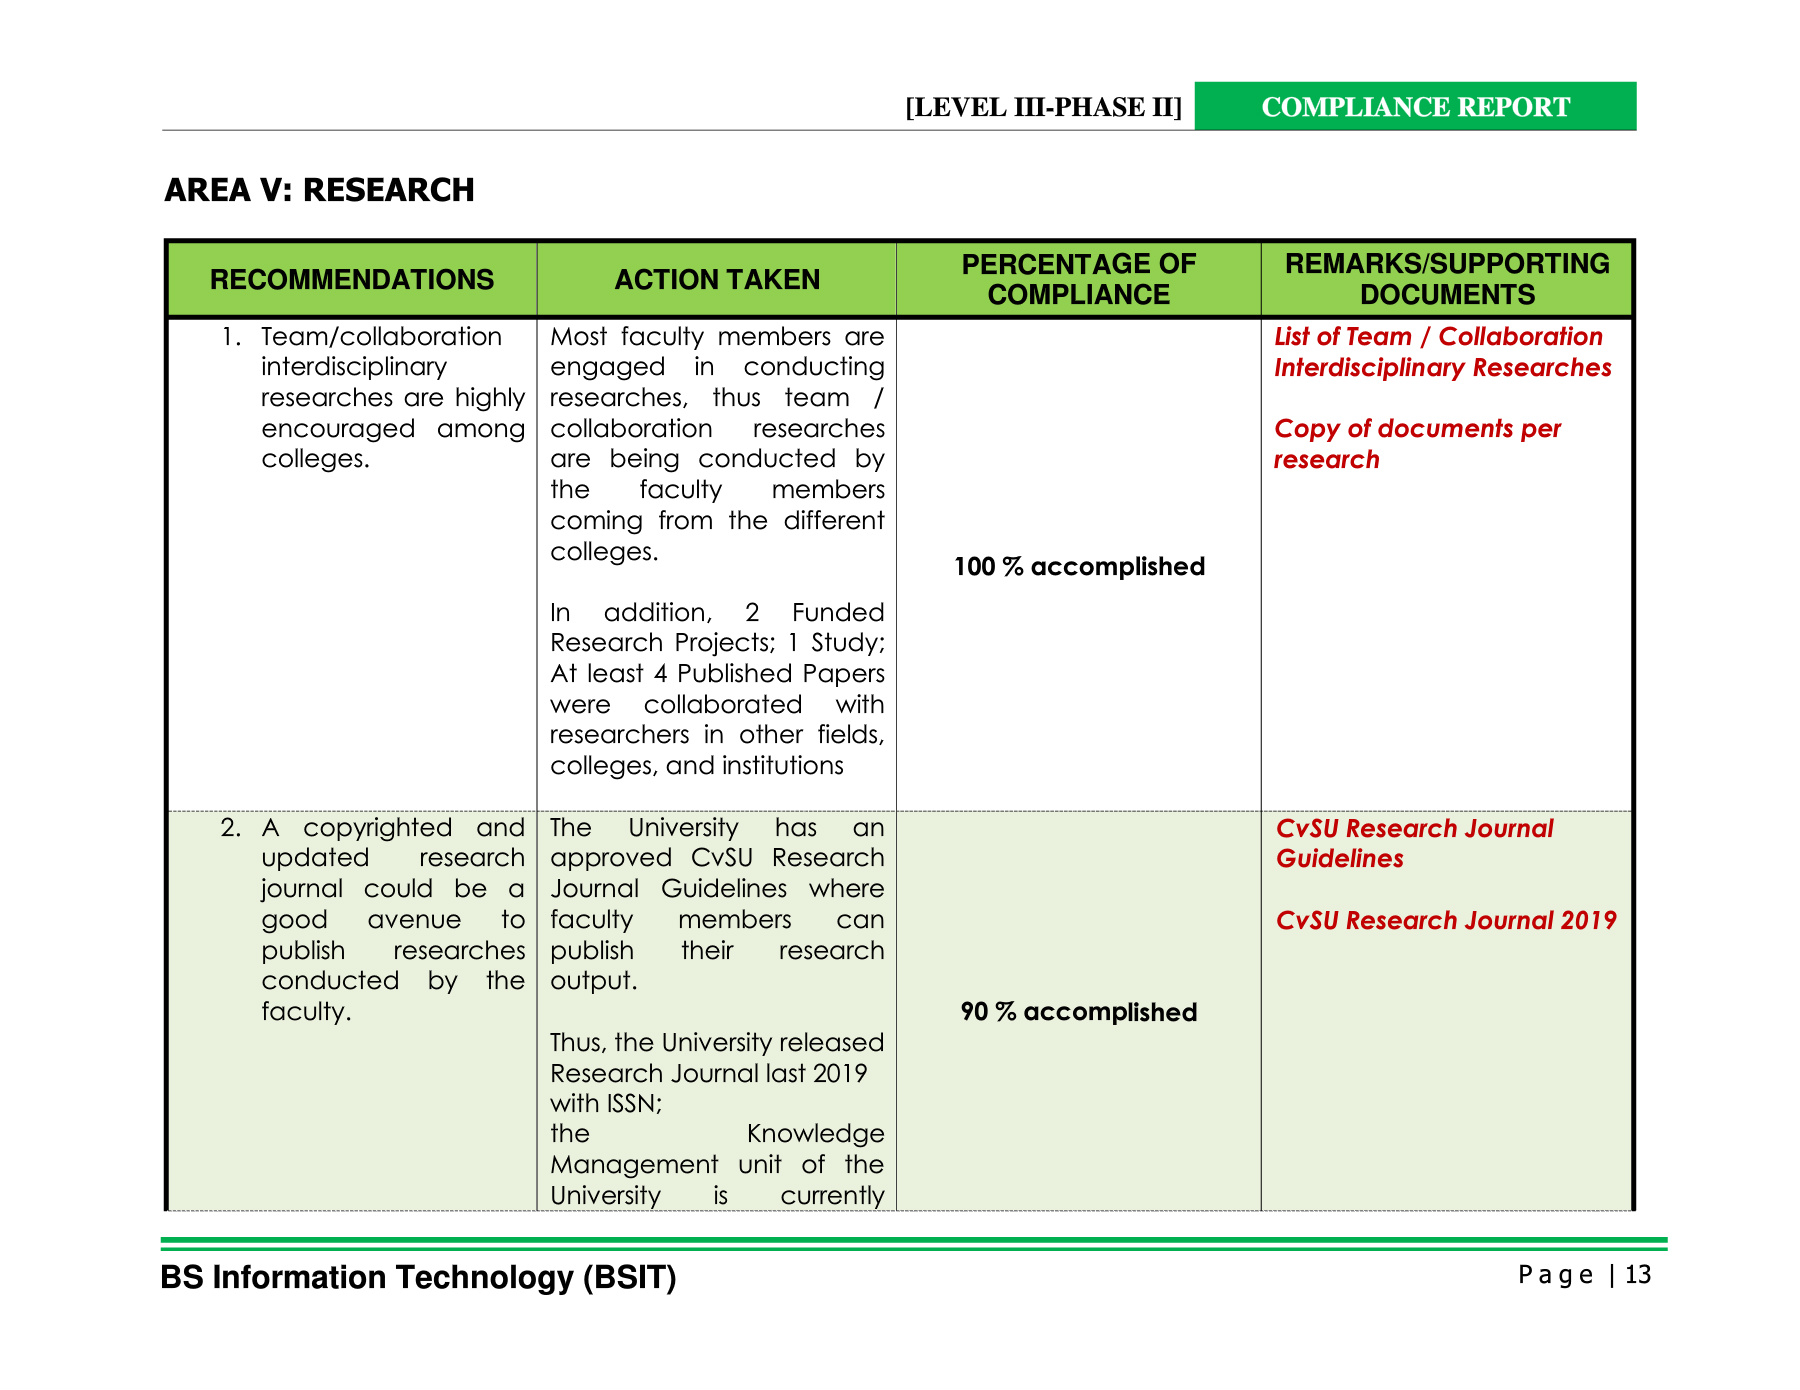 [LEVEL III-PHASE II] COMPLIANCE REPORT
AREA V: RESEARCH
RECOMMENDATIONS
ACTION TAKEN
PERCENTAGE OF
COMPLIANCE
REMARKS/SUPPORTING
DOCUMENTS
1. Team/collaboration
interdisciplinary
researches are highly
encouraged among
colleges.
Most faculty members are
engaged in conducting
researches, thus team /
collaboration researches
are being conducted by
the faculty members
coming from the different
colleges.
In addition, 2 Funded
Research Projects; 1 Study;
At least 4 Published Papers
were collaborated with
researchers in other fields,
colleges, and institutions
100 % accomplished
List of Team / Collaboration
Interdisciplinary Researches
Copy of documents per
research
2. A copyrighted and
updated research
journal could be a
good avenue to
publish researches
conducted by the
faculty.
The University has an
approved CvSU Research
Journal Guidelines where
faculty members can
publish their research
output.
Thus, the University released
Research Journal last 2019
with ISSN;
the Knowledge
Management unit of the
University is currently
90 % accomplished
CvSU Research Journal
Guidelines
CvSU Research Journal 2019
BS Information Technology (BSIT)
Page | 13